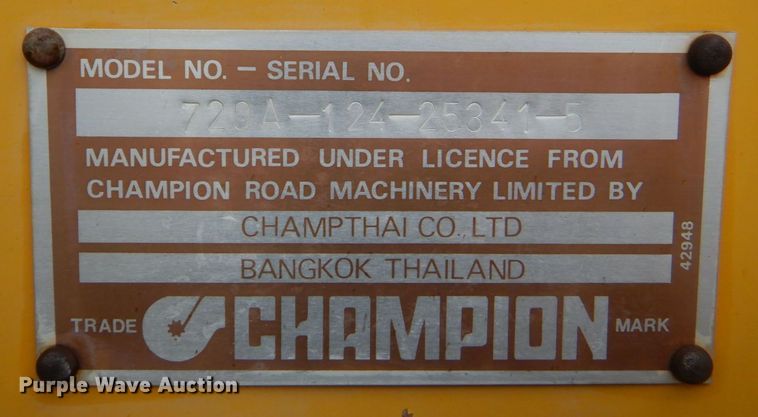 MODEL NO. – SERIAL NO.
720A-124-25341-5
MANUFACTURED UNDER LICENCE FROM
CHAMPION ROAD MACHINERY LIMITED BY
CHAMPTHAI CO., LTD
BANGKOK THAILAND
42948
TRADE CHAMPION MARK
Purple Wave Auction